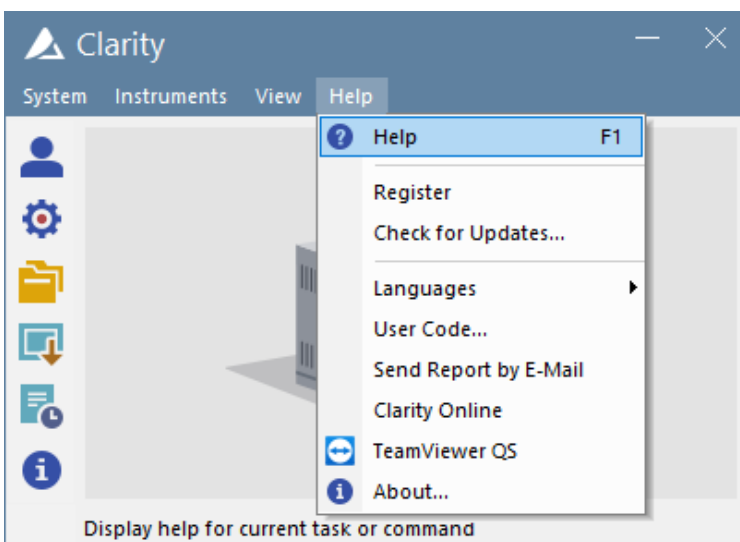 Clarity
System Instruments View Help
Help F1
Register
Check for Updates...
Languages
User Code...
Send Report by E-Mail
Clarity Online
TeamViewer QS
About...
Display help for current task or command